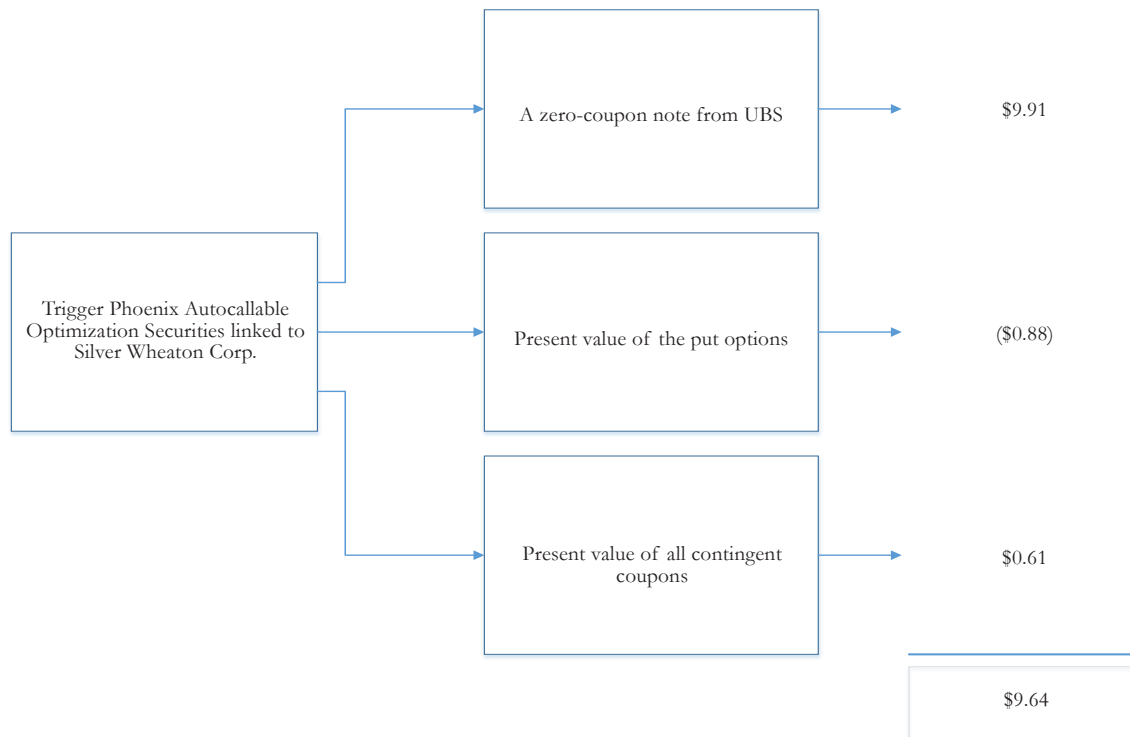 A zero-coupon note from UBS
$9.91
Trigger Phoenix Autocallable
Optimization Securities linked to
Silver Wheaton Corp.
Present value of the put options
($0.88)
Present value of all contingent
coupons
$0.61
$9.64